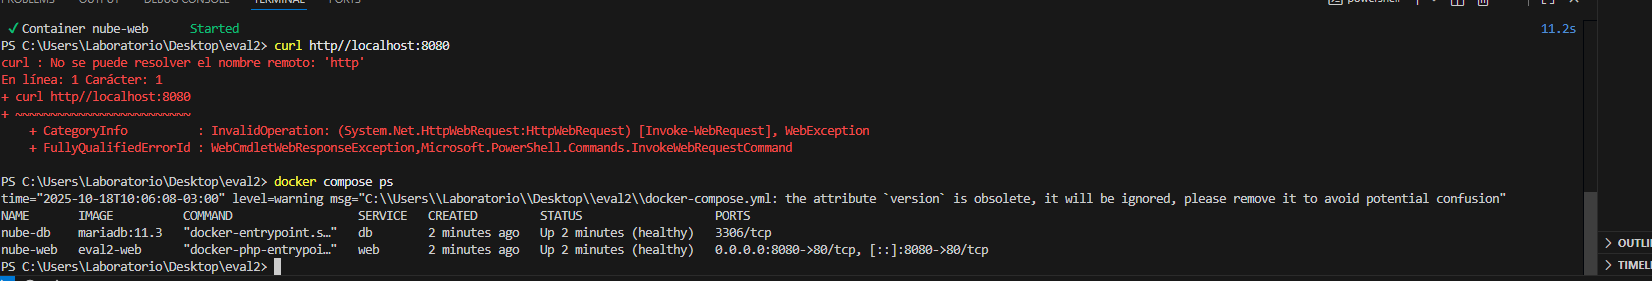 PROBLEMS OUTPUT DEBUG CONSOLE TERMINAL PORTS powershell
✓ Container nube-web Started 11.2s
PS C:\Users\Laboratorio\Desktop\eval2> curl http//localhost:8080
curl : No se puede resolver el nombre remoto: 'http'
En línea: 1 Carácter: 1
+ curl http//localhost:8080
+ ~~~~~~~~~~~~~~~~~~~~~~~~~
+ CategoryInfo : InvalidOperation: (System.Net.HttpWebRequest:HttpWebRequest) [Invoke-WebRequest], WebException
+ FullyQualifiedErrorId : WebCmdletWebResponseException,Microsoft.PowerShell.Commands.InvokeWebRequestCommand
PS C:\Users\Laboratorio\Desktop\eval2> docker compose ps
time="2025-10-18T10:06:08-03:00" level=warning msg="C:\\Users\\Laboratorio\\Desktop\\eval2\\docker-compose.yml: the attribute `version` is obsolete, it will be ignored, please remove it to avoid potential confusion"
NAME IMAGE COMMAND SERVICE CREATED STATUS PORTS
nube-db mariadb:11.3 "docker-entrypoint.s…" db 2 minutes ago Up 2 minutes (healthy) 3306/tcp
nube-web eval2-web "docker-php-entrypoi…" web 2 minutes ago Up 2 minutes (healthy) 0.0.0.0:8080->80/tcp, [::]:8080->80/tcp
PS C:\Users\Laboratorio\Desktop\eval2>
OUTLI
TIMELI